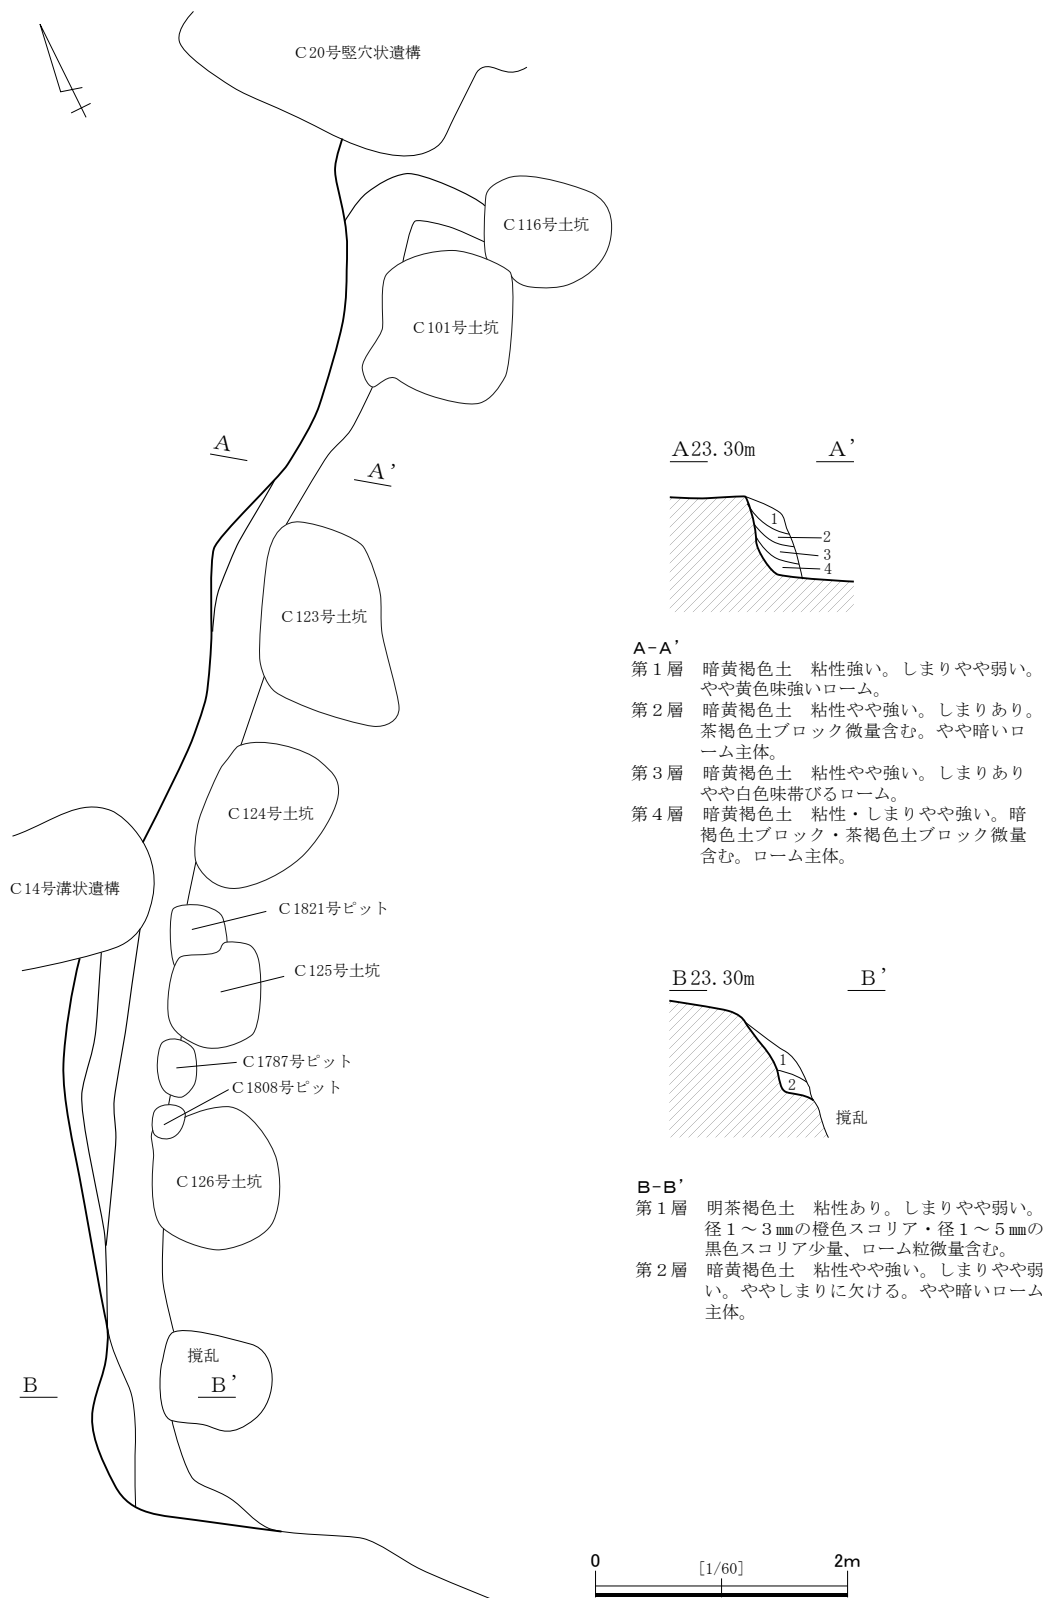 C20号竪穴状遺構
C116号土坑
C101号土坑
A
A’
C123号土坑
C124号土坑
C14号溝状遺構
C1821号ピット
C125号土坑
C1787号ピット
C1808号ピット
C126号土坑
撹乱
B
B’
A23.30m A’
1
2
3
4
A-A’
第1層 暗黄褐色土 粘性強い。しまりやや弱い。
やや黄色味強いローム。
第2層 暗黄褐色土 粘性やや強い。しまりあり。
茶褐色土ブロック微量含む。やや暗いロ
ーム主体。
第3層 暗黄褐色土 粘性やや強い。しまりあり
やや白色味帯びるローム。
第4層 暗黄褐色土 粘性・しまりやや強い。暗
褐色土ブロック・茶褐色土ブロック微量
含む。ローム主体。
B23.30m B’
1
2
撹乱
B-B’
第1層 明茶褐色土 粘性あり。しまりやや弱い。
径1～3㎜の橙色スコリア・径1～5㎜の
黒色スコリア少量、ローム粒微量含む。
第2層 暗黄褐色土 粘性やや強い。しまりやや弱
い。ややしまりに欠ける。やや暗いローム
主体。
0 [1/60] 2m